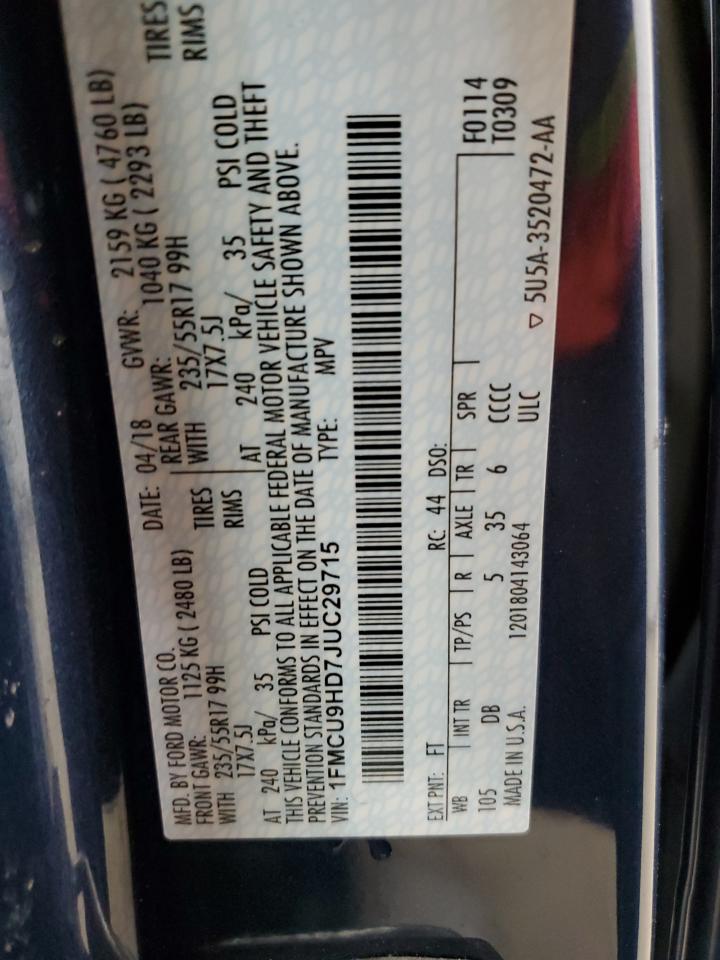 MFD. BY FORD MOTOR CO.
DATE: 04/18 GVWR: 2159 KG ( 4760 LB)
FRONT GAWR: 1125 KG ( 2480 LB) REAR GAWR: 1040 KG ( 2293 LB)
WITH 235/55R17 99H TIRES WITH 235/55R17 99H TIRES
17X7.5J RIMS 17X7.5J RIMS
AT 240 kPa/ 35 PSI COLD AT 240 kPa/ 35 PSI COLD
THIS VEHICLE CONFORMS TO ALL APPLICABLE FEDERAL MOTOR VEHICLE SAFETY AND THEFT
PREVENTION STANDARDS IN EFFECT ON THE DATE OF MANUFACTURE SHOWN ABOVE.
VIN: 1FMCU9HD7JUC29715 TYPE: MPV
EXT PNT: FT RC: 44 DSO: F0114
T0309
WB INT TR TP/PS R AXLE TR SPR
105 DB 5 35 6 CCCC
MADE IN U.S.A. 1201804143064 ULC
▽ 5U5A-3520472-AA